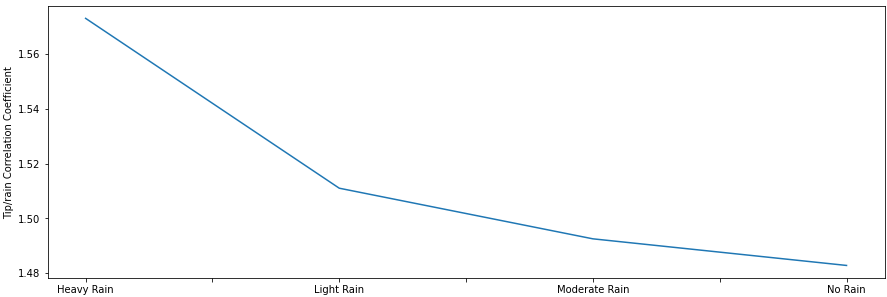 Tip/rain Correlation Coefficient
1.56
1.54
1.52
1.50
1.48
Heavy Rain
Light Rain
Moderate Rain
No Rain